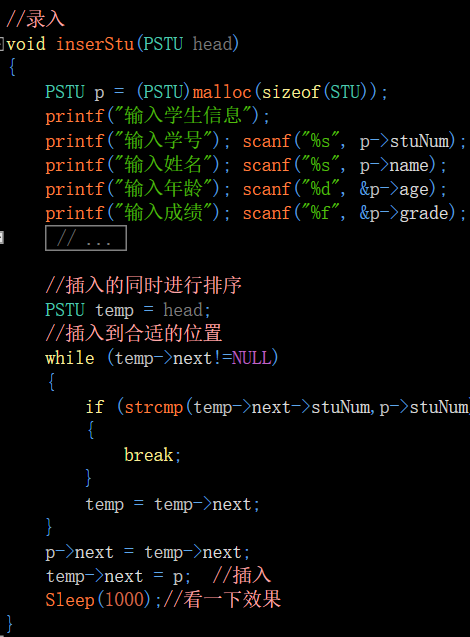 //录入
void inserStu(PSTU head)
{
PSTU p = (PSTU)malloc(sizeof(STU));
printf("输入学生信息");
printf("输入学号"); scanf("%s", p->stuNum);
printf("输入姓名"); scanf("%s", p->name);
printf("输入年龄"); scanf("%d", &p->age);
printf("输入成绩"); scanf("%f", &p->grade);
// ...
//插入的同时进行排序
PSTU temp = head;
//插入到合适的位置
while (temp->next!=NULL)
{
if (strcmp(temp->next->stuNum,p->stuNum
{
break;
}
temp = temp->next;
}
p->next = temp->next;
temp->next = p;  //插入
Sleep(1000);//看一下效果
}